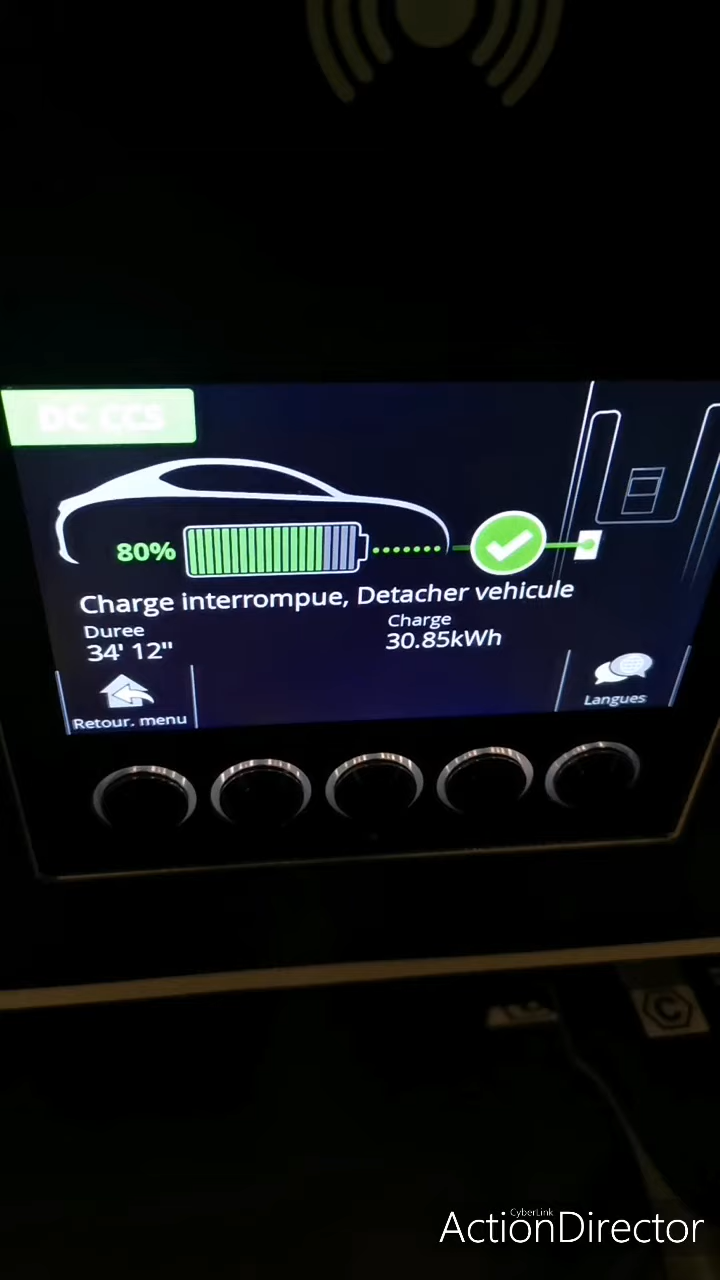 DC CCS
80%
Charge interrompue, Detacher vehicule
Duree
34' 12"
Charge
30.85kWh
Retour. menu
Langues
C
CyberLink
ActionDirector